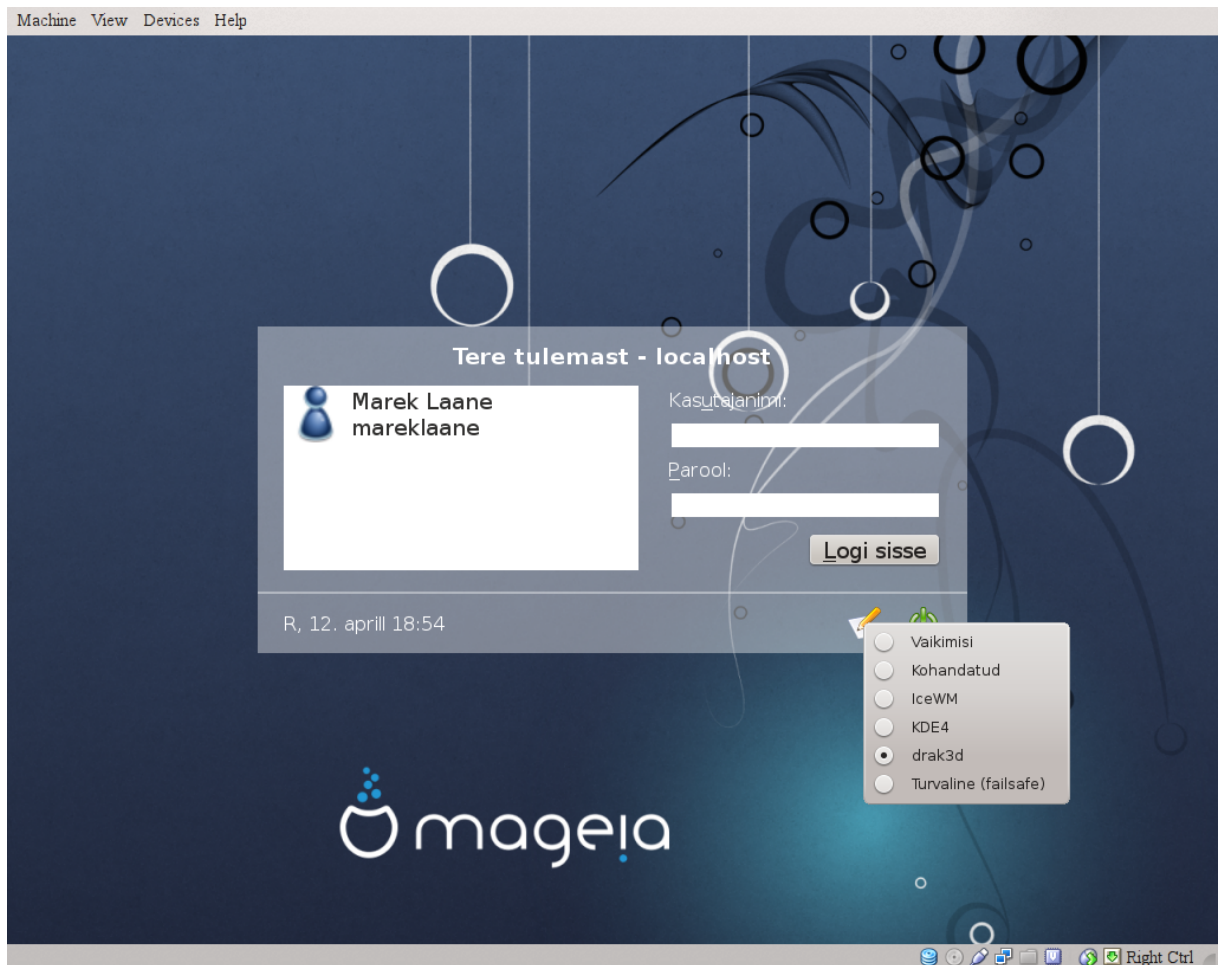 Machine View Devices Help
Tere tulemast - localhost
Marek Laane
mareklaane
Kasutajanimi:
Parool:
Logi sisse
R, 12. aprill 18:54
Vaikimisi
Kohandatud
IceWM
KDE4
drak3d
Turvaline (failsafe)
mageia
Right Ctrl